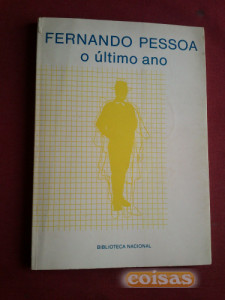 FERNANDO PESSOA
o último ano
BIBLIOTECA NACIONAL
coisas